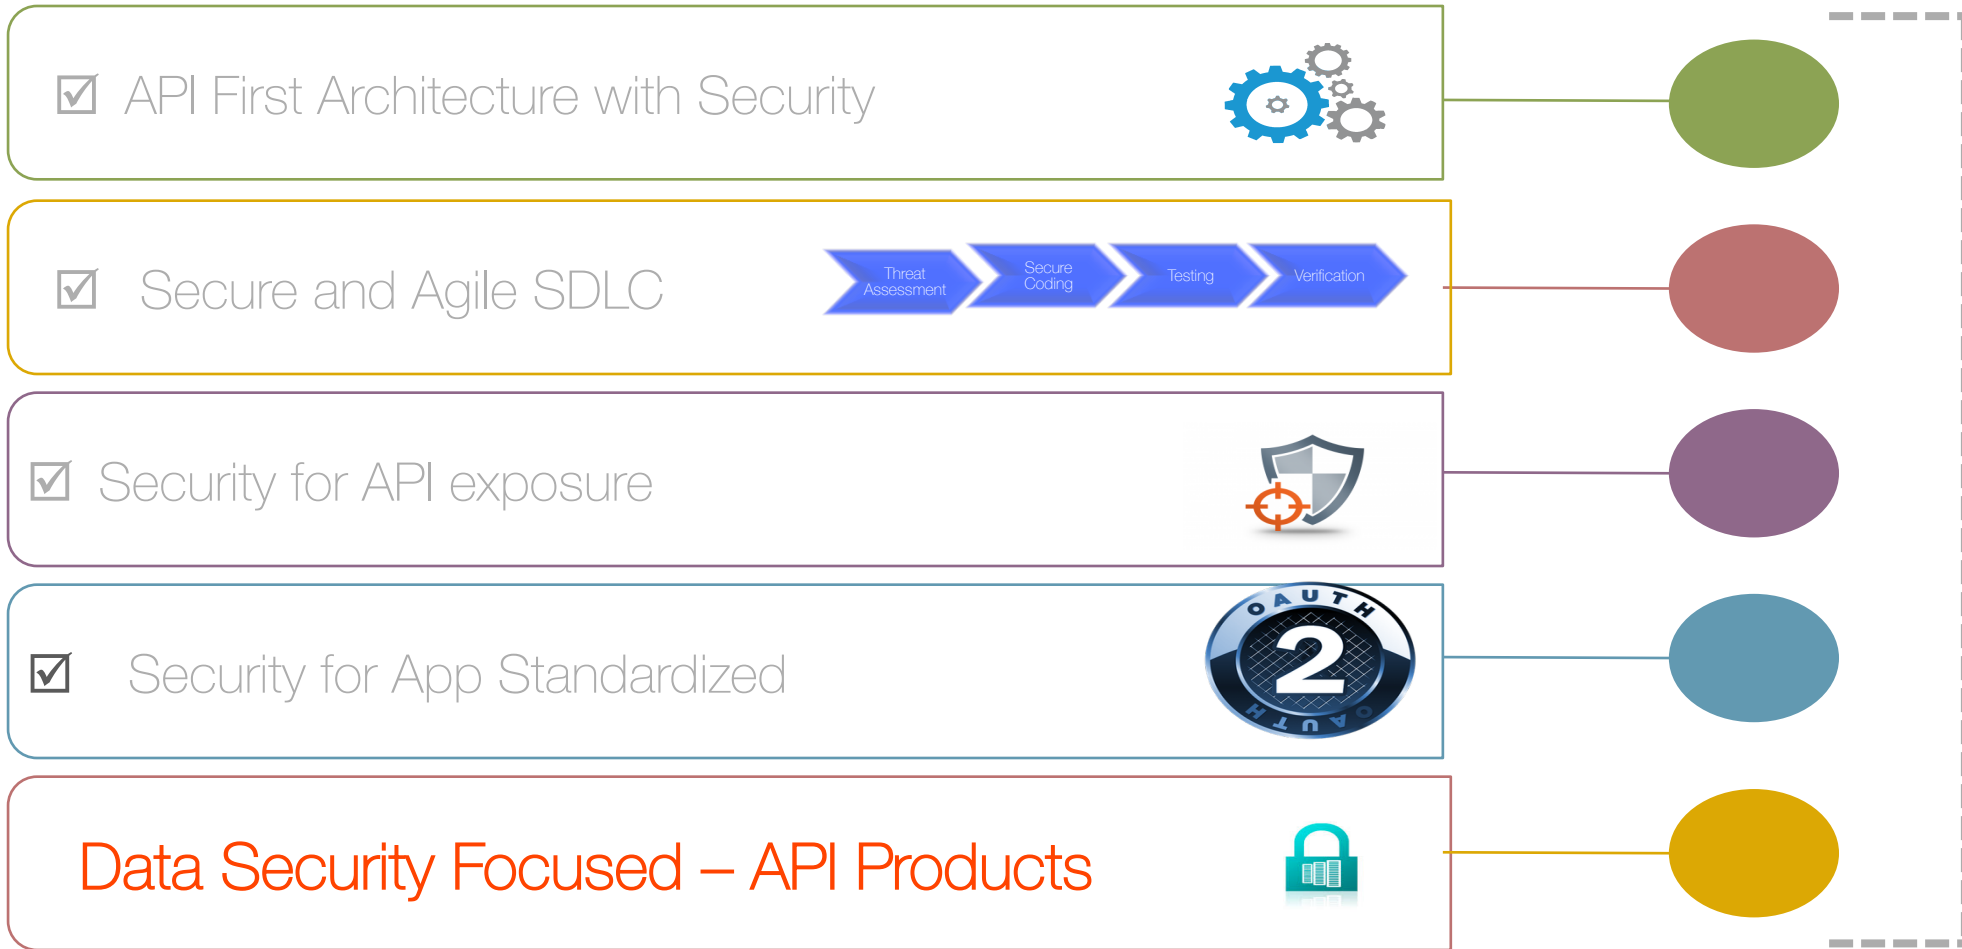 ☑ API First Architecture with Security
☑ Secure and Agile SDLC
Threat
Assessment
Secure
Coding
Testing
Verification
☑ Security for API exposure
OAUTH
2
OAUTH
☑ Security for App Standardized
Data Security Focused – API Products